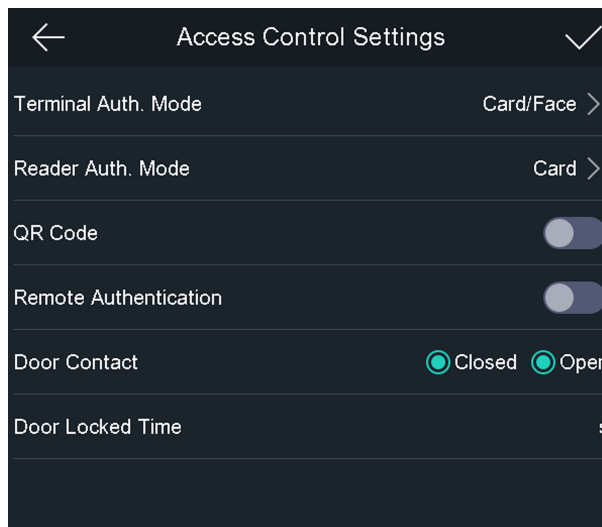 Access Control Settings
Terminal Auth. Mode Card/Face
Reader Auth. Mode Card
QR Code
Remote Authentication
Door Contact Closed Open
Door Locked Time s